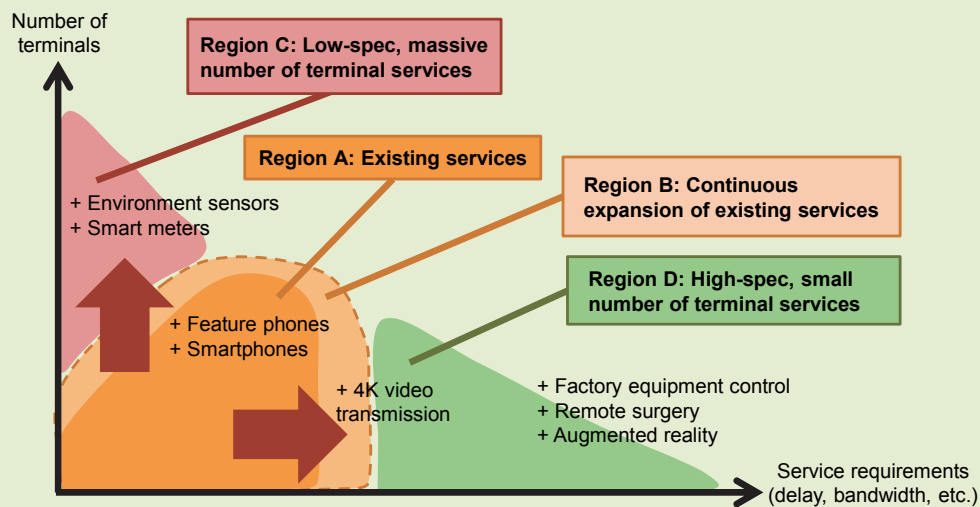 Number of
terminals
Region C: Low-spec, massive
number of terminal services
Region A: Existing services
+ Environment sensors
+ Smart meters
Region B: Continuous
expansion of existing services
Region D: High-spec, small
number of terminal services
+ Feature phones
+ Smartphones
+ 4K video
transmission
+ Factory equipment control
+ Remote surgery
+ Augmented reality
Service requirements
(delay, bandwidth, etc.)